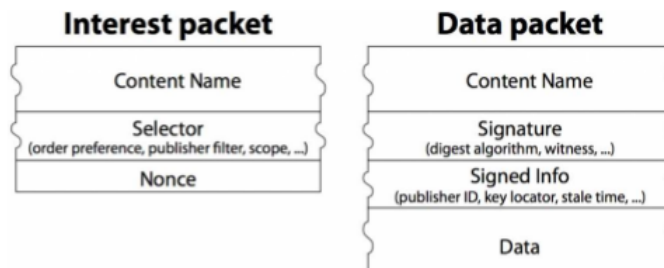 Interest packet
Content Name
Selector
(order preference, publisher filter, scope, ...)
Nonce
Data packet
Content Name
Signature
(digest algorithm, witness, ...)
Signed Info
(publisher ID, key locator, stale time, ...)
Data